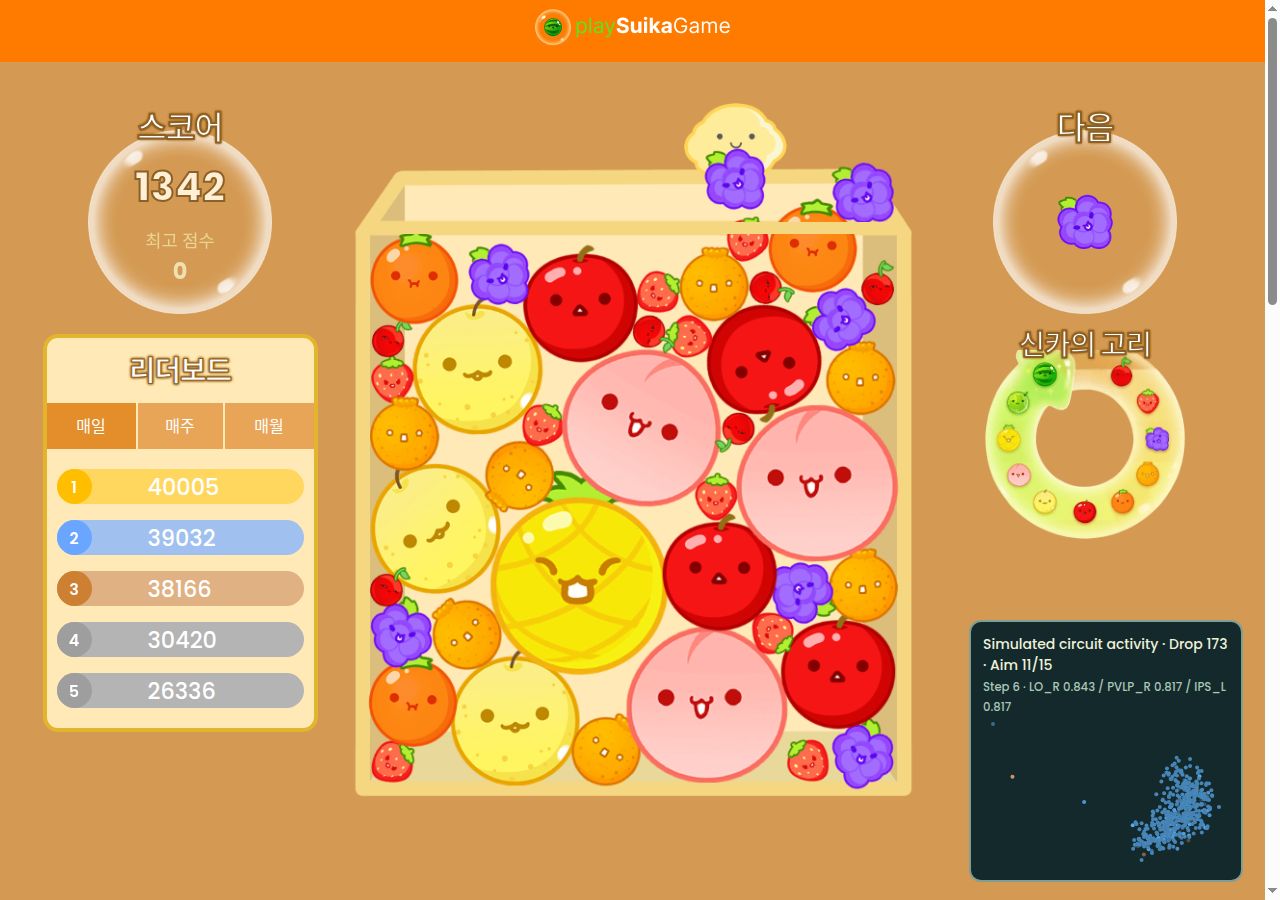 playSuikaGame
스코어
1342
최고 점수
0
리더보드
매일 매주 매월
1 40005
2 39032
3 38166
4 30420
5 26336
다음
신카의 고리
Simulated circuit activity · Drop 173
· Aim 11/15
Step 6 · LO_R 0.843 / PVLP_R 0.817 / IPS_L
0.817